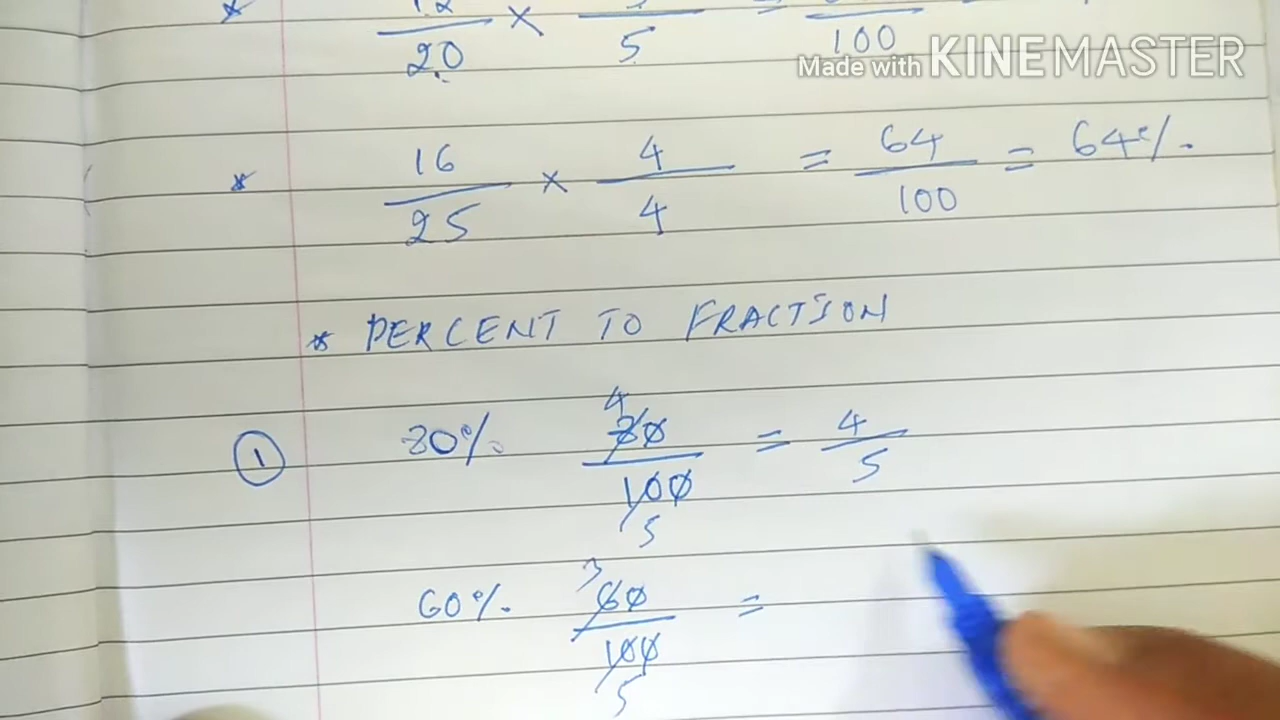 20 × 5 = 100
Made with KINEMASTER
* 16/25 × 4/4 = 64/100 = 64%.
* PERCENT TO FRACTION
① 80% 4 80/100 5 = 4/5
60% 3 60/100 5 =